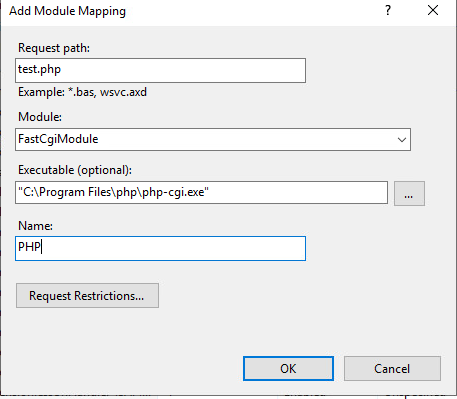 Add Module Mapping
?
Request path:
test.php
Example: *.bas, wsvc.axd
Module:
FastCgiModule
Executable (optional):
"C:\Program Files\php\php-cgi.exe"
...
Name:
PHP
Request Restrictions...
OK
Cancel